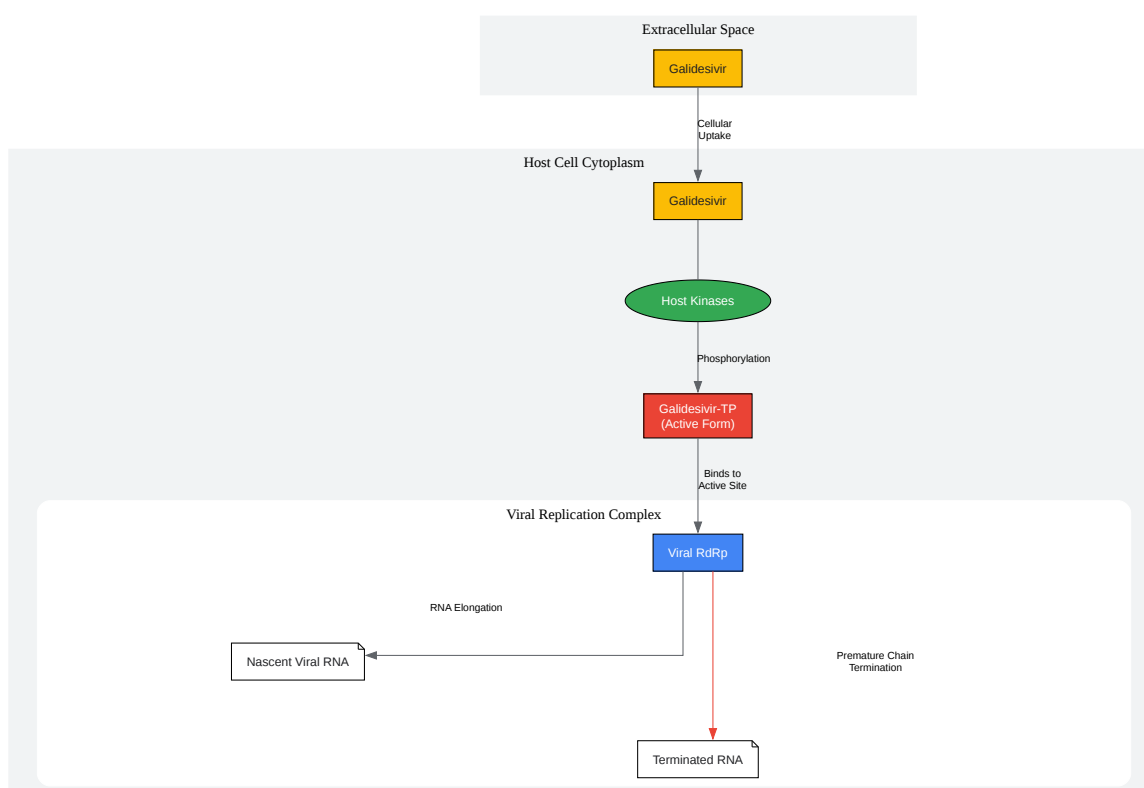 Extracellular Space
Galidesivir
Cellular
Uptake
Host Cell Cytoplasm
Galidesivir
Host Kinases
Phosphorylation
Galidesivir-TP
(Active Form)
Binds to
Active Site
Viral Replication Complex
Viral RdRp
RNA Elongation
Nascent Viral RNA
Premature Chain
Termination
Terminated RNA